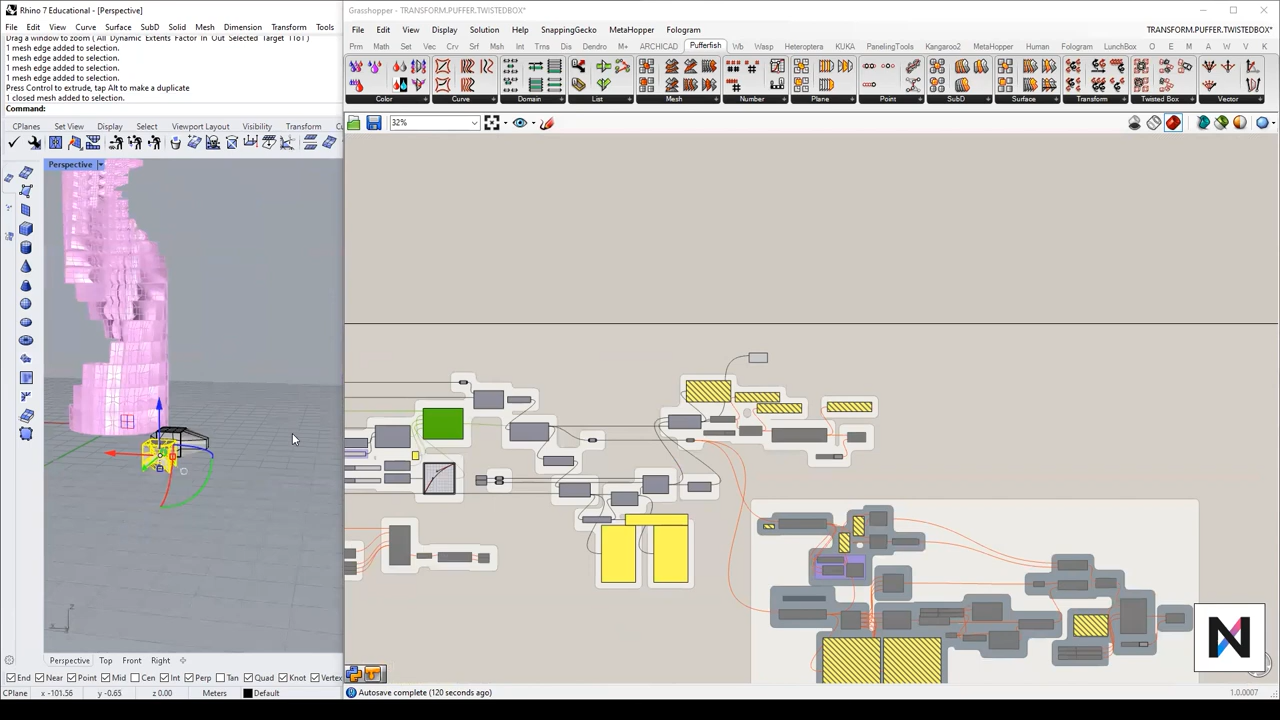 Rhino 7 Educational - [Perspective]
File Edit View Curve Surface SubD Solid Mesh Dimension Transform Tools
Drag a window to zoom ( All Dynamic Extents Factor In Out Selected Target 1To1 )
1 mesh edge added to selection.
1 mesh edge added to selection.
1 mesh edge added to selection.
Press Control to extrude, tap Alt to make a duplicate
1 closed mesh added to selection.
Command:
CPlanes Set View Display Select Viewport Layout Visibility Transform
Perspective
Perspective Top Front Right
End Near Point Mid Cen Int Perp Tan Quad Knot Vertex
CPlane x -101.56 y -0.65 z 0.00 Meters Default
Grasshopper - TRANSFORM.PUFFER.TWISTEDBOX*
File Edit View Display Solution Help SnappingGecko MetaHopper Fologram TRANSFORM.PUFFER.TWISTEDBOX*
Prm Math Set Vec Crv Srf Msh Int Trns Dis Dendro M+ ARCHICAD Pufferfish Wb Wasp Heteroptera KUKA PanelingTools Kangaroo2 MetaHopper Human Fologram LunchBox O E M A W V K
Color Curve Domain List Mesh Number Plane Point SubD Surface Transform Twisted Box Vector
32%
Autosave complete (120 seconds ago) 1.0.0007
N